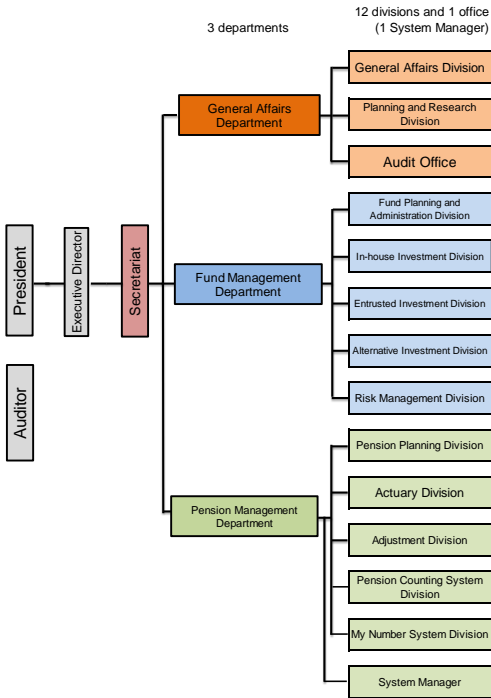 12 divisions and 1 office
3 departments
(1 System Manager)
President
Executive Director
Secretariat
Auditor
General Affairs
Department
General Affairs Division
Planning and Research
Division
Audit Office
Fund Management
Department
Fund Planning and
Administration Division
In-house Investment Division
Entrusted Investment Division
Alternative Investment Division
Risk Management Division
Pension Management
Department
Pension Planning Division
Actuary Division
Adjustment Division
Pension Counting System
Division
My Number System Division
System Manager